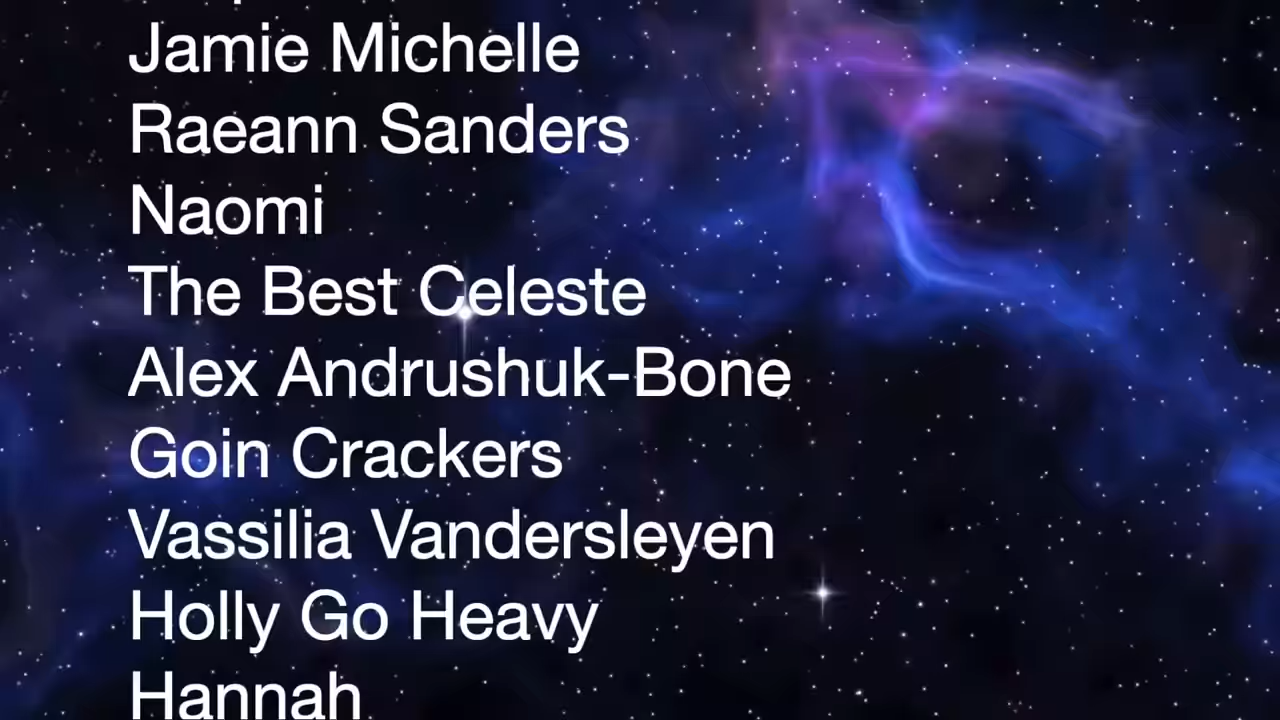 Jamie Michelle
Raeann Sanders
Naomi
The Best Celeste
Alex Andrushuk-Bone
Goin Crackers
Vassilia Vandersleyen
Holly Go Heavy
Hannah